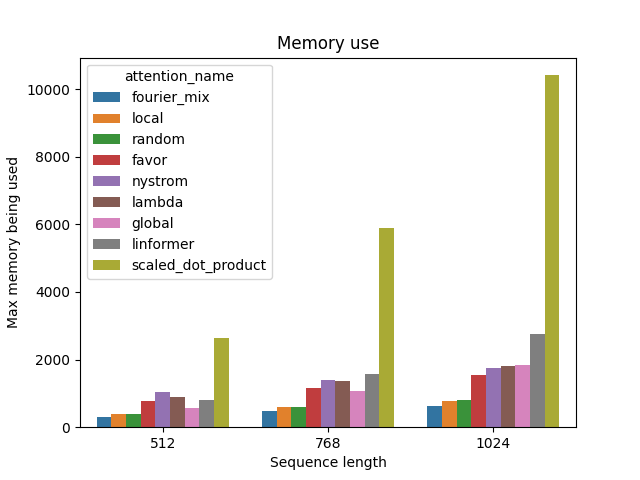 Memory use
Max memory being used
10000
8000
6000
4000
2000
0
attention_name
fourier_mix
local
random
favor
nystrom
lambda
global
linformer
scaled_dot_product
512
768
1024
Sequence length